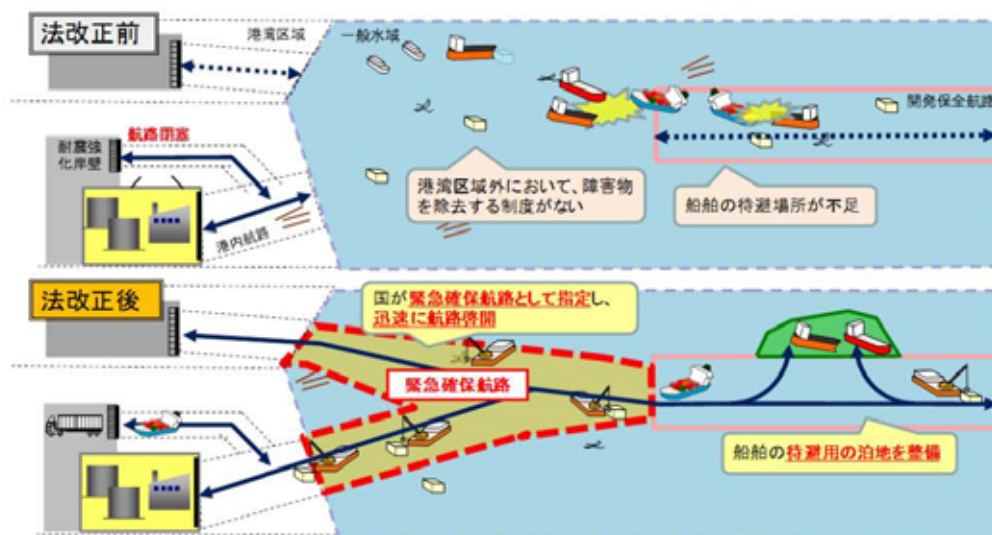 法改正前
港湾区域
一般水域
開発保全航路
航路閉塞
耐震強
化岸壁
港湾区域外において、障害物
を除去する制度がない
船舶の待避場所が不足
港内航路
法改正後
国が緊急確保航路として指定し、
迅速に航路啓開
緊急確保航路
船舶の待避用の泊地を整備